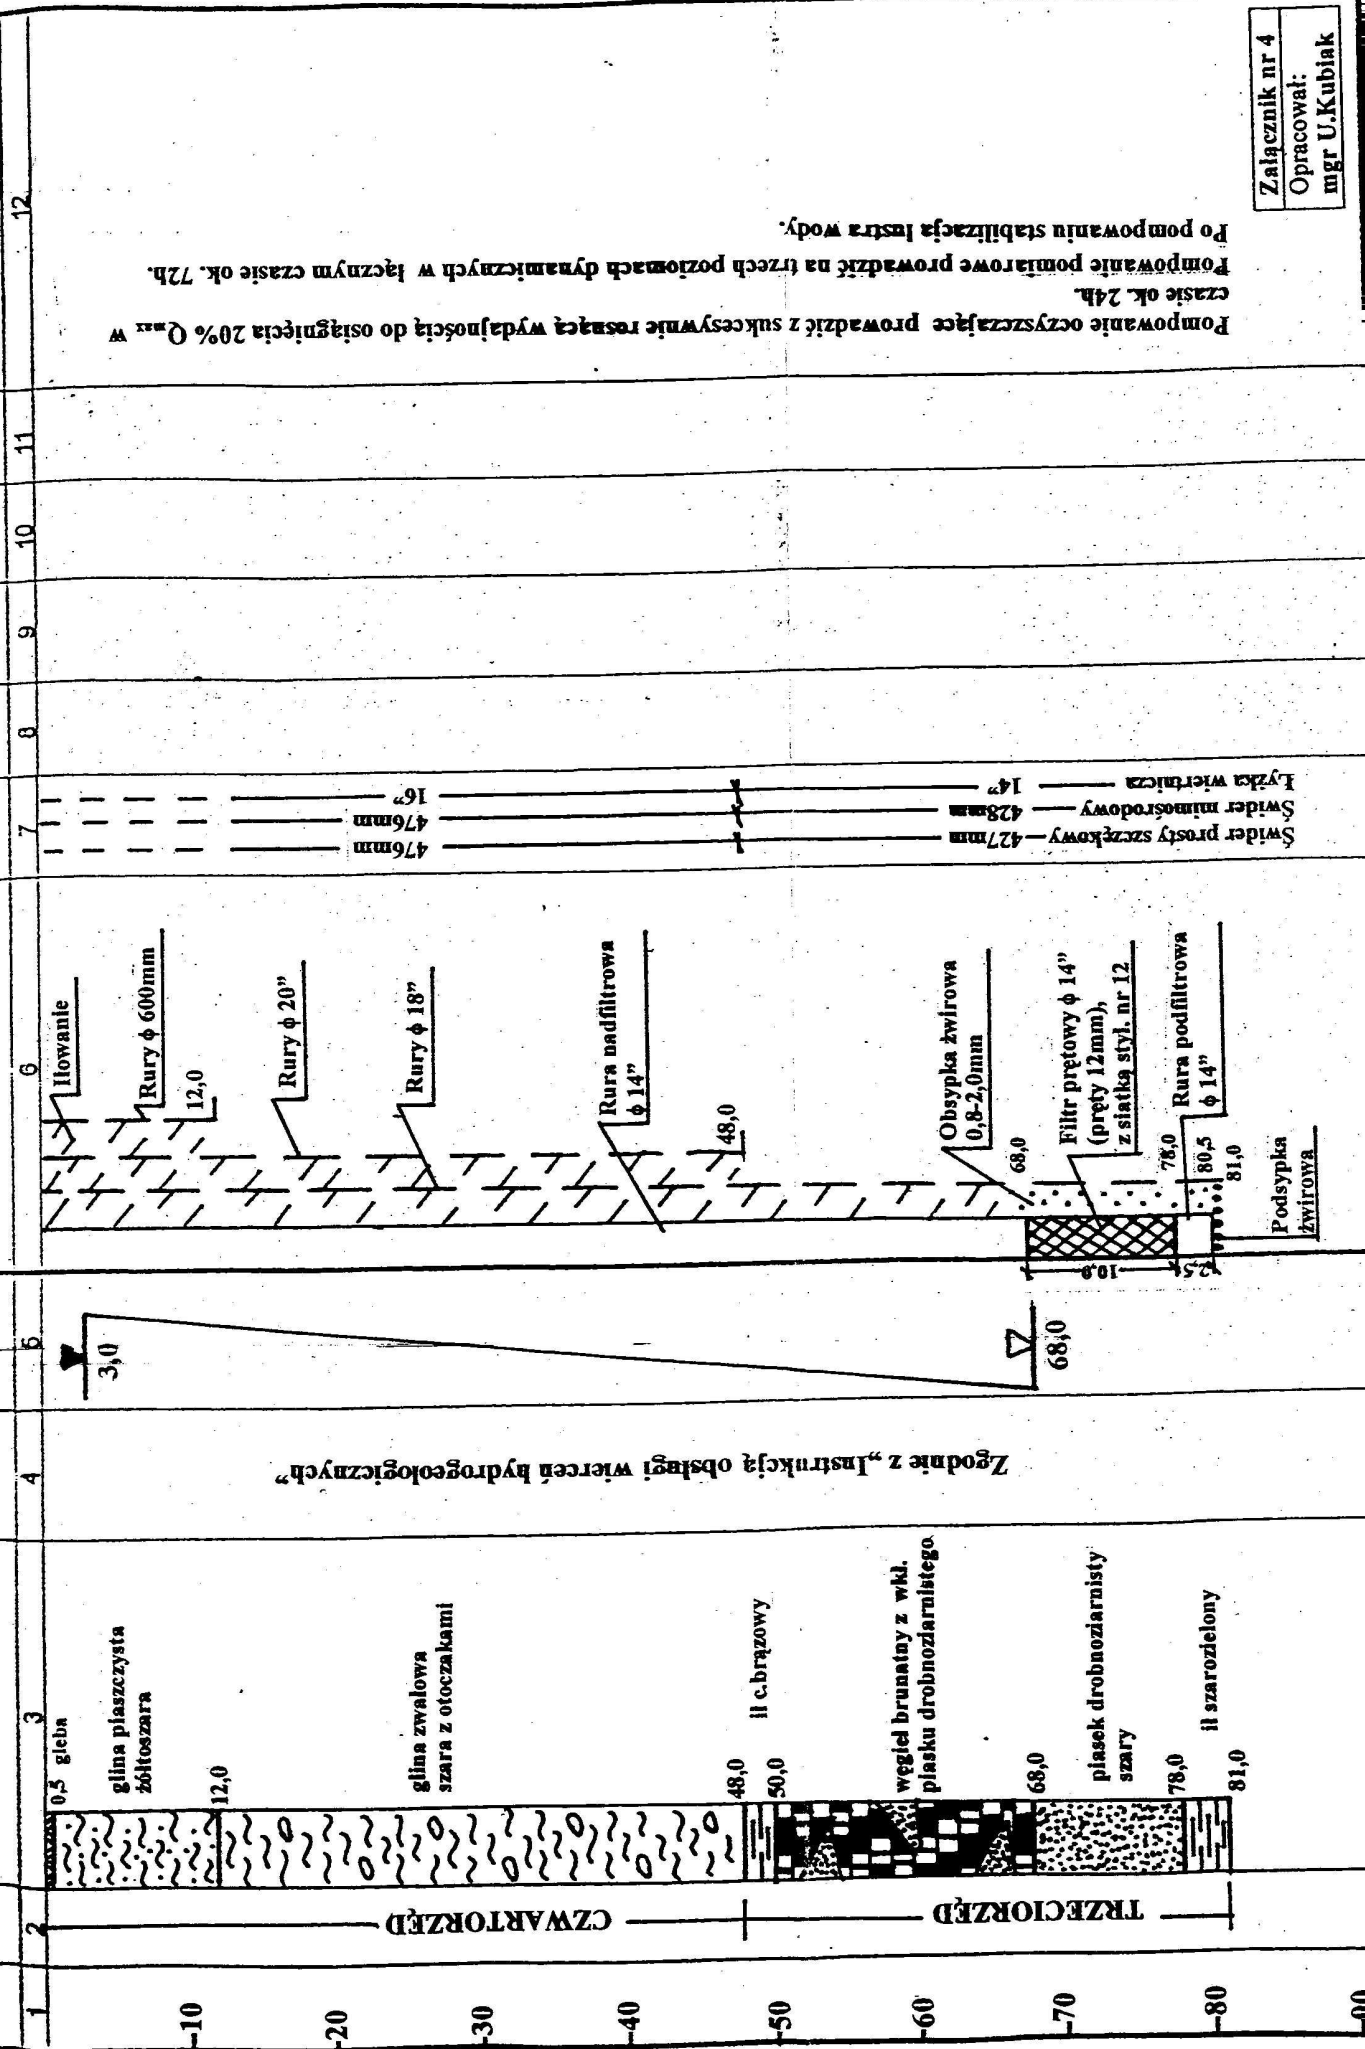 1
2
3
4
5
6
7
8
9
10
11
12
-10
-20
-30
-40
-50
-60
-70
-80
CZWARTORZĘD
TRZECIORZĘD
0,5 gleba
glina piaszczysta
żółtoszara
12,0
glina zwałowa
szara z otoczakami
48,0
ił c.brązowy
50,0
węgiel brunatny z wkł.
piasku drobnoziarnistego
68,0
piasek drobnoziarnisty
szary
78,0
ił szarozielony
81,0
Zgodnie z „Instrukcją obsługi wierceń hydrogeologicznych”
3,0
68,0
Iłowanie
Rury ϕ 600mm
12,0
Rury ϕ 20”
Rury ϕ 18”
Rura nadfiltrowa
ϕ 14”
48,0
Obsypka żwirowa
0,8-2,0mm
68,0
Filtr prętowy ϕ 14”
(pręty 12mm),
z siatką styl. nr 12
78,0
Rura podfiltrowa
ϕ 14”
80,5
81,0
Podsypka
żwirowa
10,0
2,5
Świder prosty szczękowy 427mm 476mm
Świder mimośrodowy 428mm 476mm
Łyżka wiertnicza 14” 16”
Pompowanie oczyszczające prowadzić z sukcesywnie rosnącą wydajnością do osiągnięcia 20% Qmax w
czasie ok. 24h.
Pompowanie pomiarowe prowadzić na trzech poziomach dynamicznych w łącznym czasie ok. 72h.
Po pompowaniu stabilizacja lustra wody.
Załącznik nr 4
Opracował:
mgr U.Kubiak